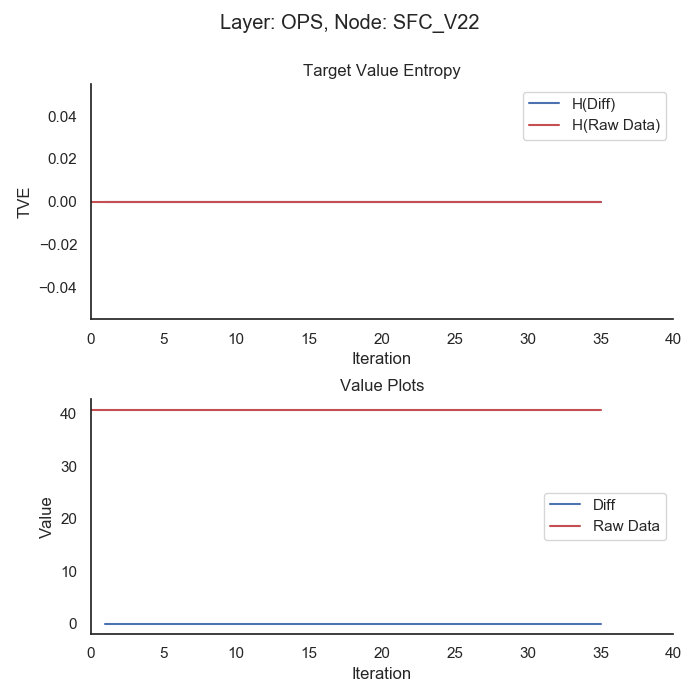 Layer: OPS, Node: SFC_V22
Target Value Entropy
H(Diff)
H(Raw Data)
0.04
0.02
0.00
−0.02
−0.04
TVE
0 5 10 15 20 25 30 35 40
Iteration
Value Plots
40
30
20
10
0
Value
Diff
Raw Data
0 5 10 15 20 25 30 35 40
Iteration